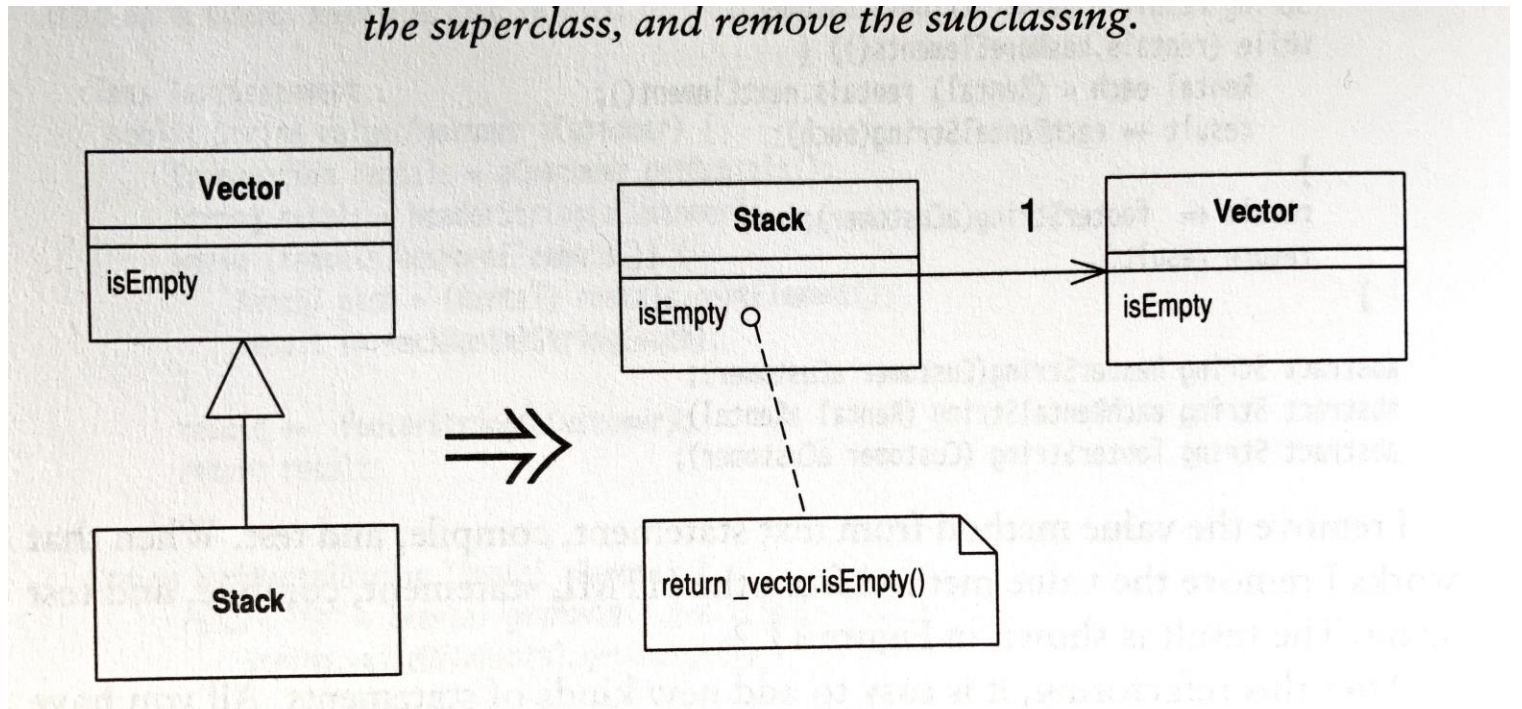 the superclass, and remove the subclassing.
Vector
isEmpty
Stack
Stack
isEmpty
1
Vector
isEmpty
return _vector.isEmpty()